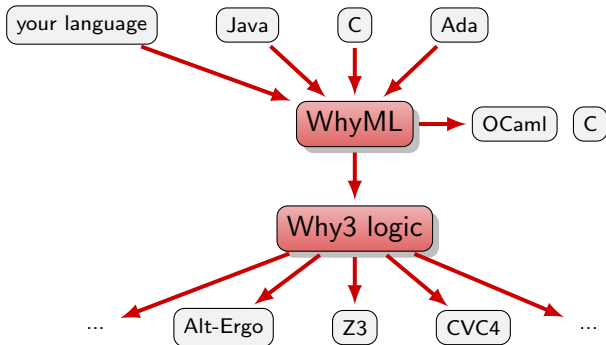 your language
Java
C
Ada
WhyML
OCaml
C
Why3 logic
...
Alt-Ergo
Z3
CVC4
...